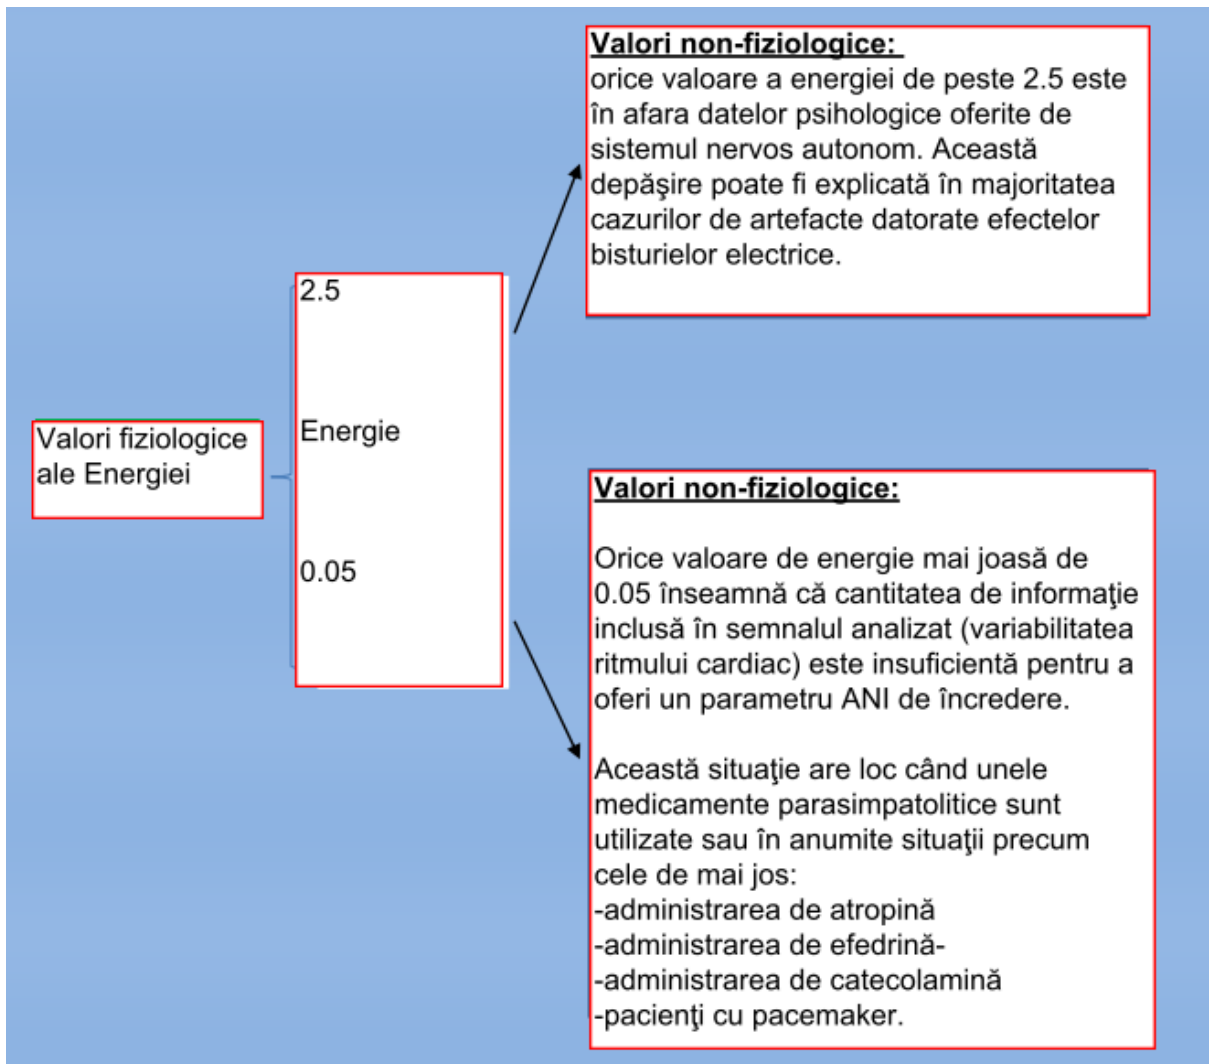 Valori non-fiziologice:
orice valoare a energiei de peste 2.5 este
în afara datelor psihologice oferite de
sistemul nervos autonom. Această
depăşire poate fi explicată în majoritatea
cazurilor de artefacte datorate efectelor
bisturielor electrice.
2.5
Energie
0.05
Valori fiziologice
ale Energiei
Valori non-fiziologice:
Orice valoare de energie mai joasă de
0.05 înseamnă că cantitatea de informaţie
inclusă în semnalul analizat (variabilitatea
ritmului cardiac) este insuficientă pentru a
oferi un parametru ANI de încredere.
Această situaţie are loc când unele
medicamente parasimpatolitice sunt
utilizate sau în anumite situaţii precum
cele de mai jos:
-administrarea de atropină
-administrarea de efedrină-
-administrarea de catecolamină
-pacienţi cu pacemaker.